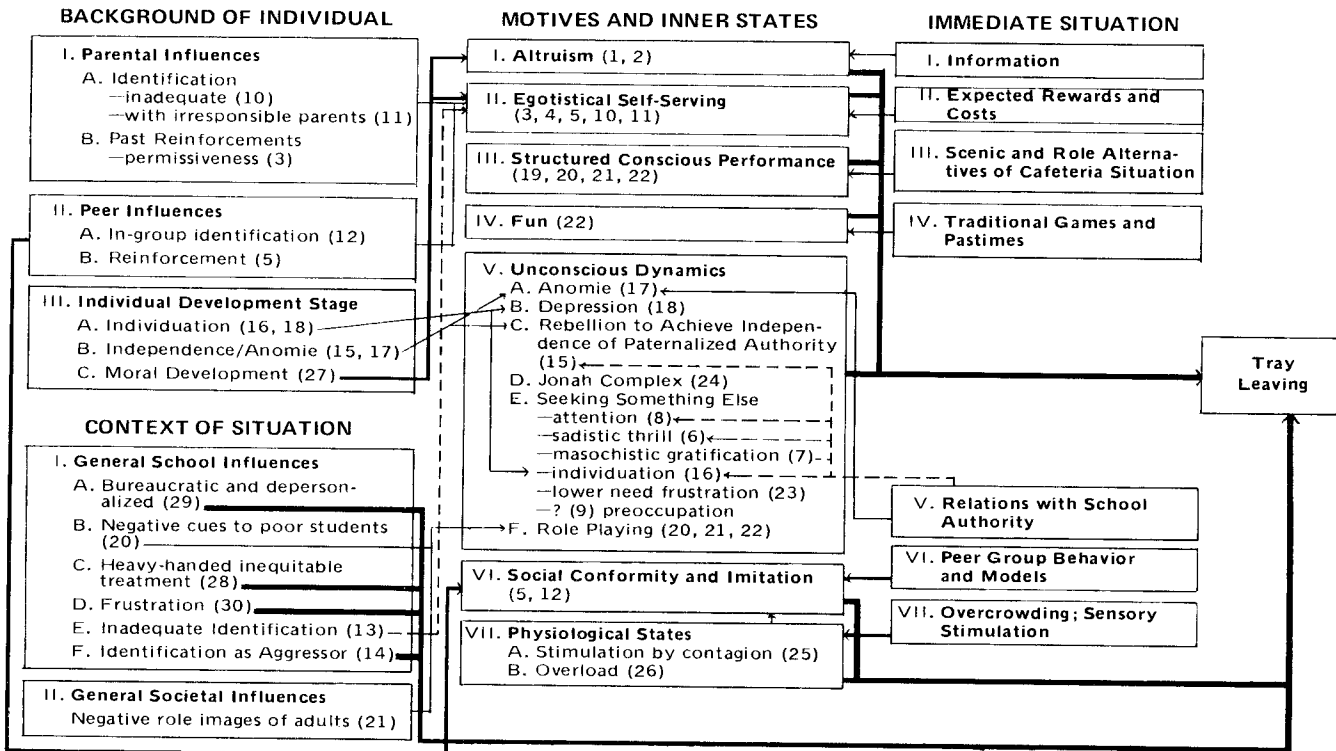 BACKGROUND OF INDIVIDUAL
I. Parental Influences
A. Identification
—inadequate (10)
—with irresponsible parents (11)
B. Past Reinforcements
—permissiveness (3)
II. Peer Influences
A. In-group identification (12)
B. Reinforcement (5)
III. Individual Development Stage
A. Individuation (16, 18)
B. Independence/Anomie (15, 17)
C. Moral Development (27)
CONTEXT OF SITUATION
I. General School Influences
A. Bureaucratic and deperson-
alized (29)
B. Negative cues to poor students
(20)
C. Heavy-handed inequitable
treatment (28)
D. Frustration (30)
E. Inadequate Identification (13)
F. Identification as Aggressor (14)
II. General Societal Influences
Negative role images of adults (21)
MOTIVES AND INNER STATES
I. Altruism (1, 2)
II. Egotistical Self-Serving
(3, 4, 5, 10, 11)
III. Structured Conscious Performance
(19, 20, 21, 22)
IV. Fun (22)
V. Unconscious Dynamics
A. Anomie (17)
B. Depression (18)
C. Rebellion to Achieve Indepen-
dence of Paternalized Authority
(15)
D. Jonah Complex (24)
E. Seeking Something Else
—attention (8)
—sadistic thrill (6)
—masochistic gratification (7)
—individuation (16)
—lower need frustration (23)
—? (9) preoccupation
F. Role Playing (20, 21, 22)
VI. Social Conformity and Imitation
(5, 12)
VII. Physiological States
A. Stimulation by contagion (25)
B. Overload (26)
IMMEDIATE SITUATION
I. Information
II. Expected Rewards and
Costs
III. Scenic and Role Alterna-
tives of Cafeteria Situation
IV. Traditional Games and
Pastimes
V. Relations with School
Authority
VI. Peer Group Behavior
and Models
VII. Overcrowding; Sensory
Stimulation
Tray
Leaving